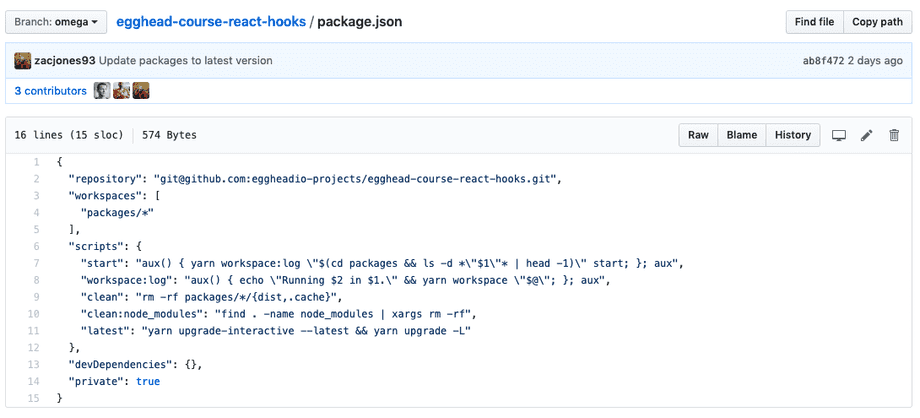 Branch: omega egghead-course-react-hooks / package.json Find file Copy path
zacjones93 Update packages to latest version ab8f472 2 days ago
3 contributors
16 lines (15 sloc) 574 Bytes Raw Blame History
1 {
2 "repository": "git@github.com:eggheadio-projects/egghead-course-react-hooks.git",
3 "workspaces": [
4 "packages/*"
5 ],
6 "scripts": {
7 "start": "aux() { yarn workspace:log \"$(cd packages && ls -d *\"$1\"* | head -1)\" start; }; aux",
8 "workspace:log": "aux() { echo \"Running $2 in $1.\" && yarn workspace \"$@\"; }; aux",
9 "clean": "rm -rf packages/*/{dist,.cache}",
10 "clean:node_modules": "find . -name node_modules | xargs rm -rf",
11 "latest": "yarn upgrade-interactive --latest && yarn upgrade -L"
12 },
13 "devDependencies": {},
14 "private": true
15 }